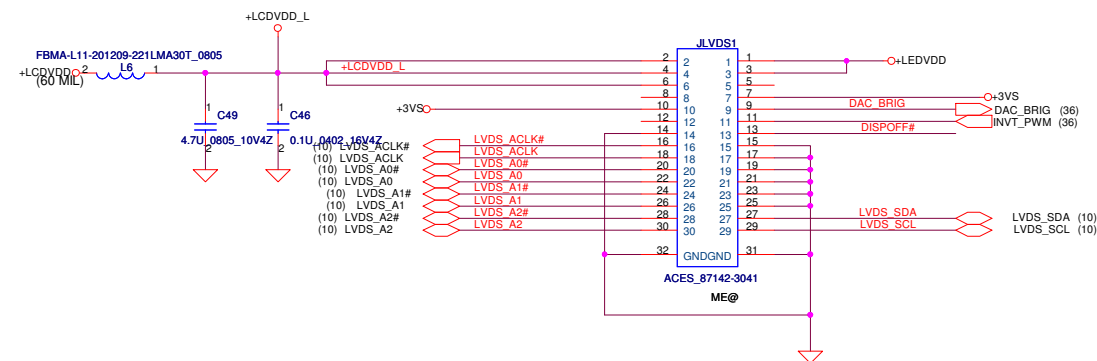 +LCDVDD_L
FBMA-L11-201209-221LMA30T_0805
+LCDVDD 2 L6 1
(60 MIL)
+LCDVDD_L
1
C49
2
4.7U_0805_10V4Z
1
C46
2
0.1U_0402_16V4Z
JLVDS1
2 2 1 1 +LEDVDD
4 4 3 3
6 6 5 5
8 8 7 7 +3VS
+3VS 10 10 9 9 DAC_BRIG DAC_BRIG (36)
12 12 11 11 INVT_PWM (36)
14 14 13 13 DISPOFF#
(10) LVDS_ACLK# LVDS_ACLK# 16 16 15 15
(10) LVDS_ACLK LVDS_ACLK 18 18 17 17
(10) LVDS_A0# LVDS_A0# 20 20 19 19
(10) LVDS_A0 LVDS_A0 22 22 21 21
(10) LVDS_A1# LVDS_A1# 24 24 23 23
(10) LVDS_A1 LVDS_A1 26 26 25 25
(10) LVDS_A2# LVDS_A2# 28 28 27 27 LVDS_SDA LVDS_SDA (10)
(10) LVDS_A2 LVDS_A2 30 30 29 29 LVDS_SCL LVDS_SCL (10)
32 GND GND 31
ACES_87142-3041
ME@